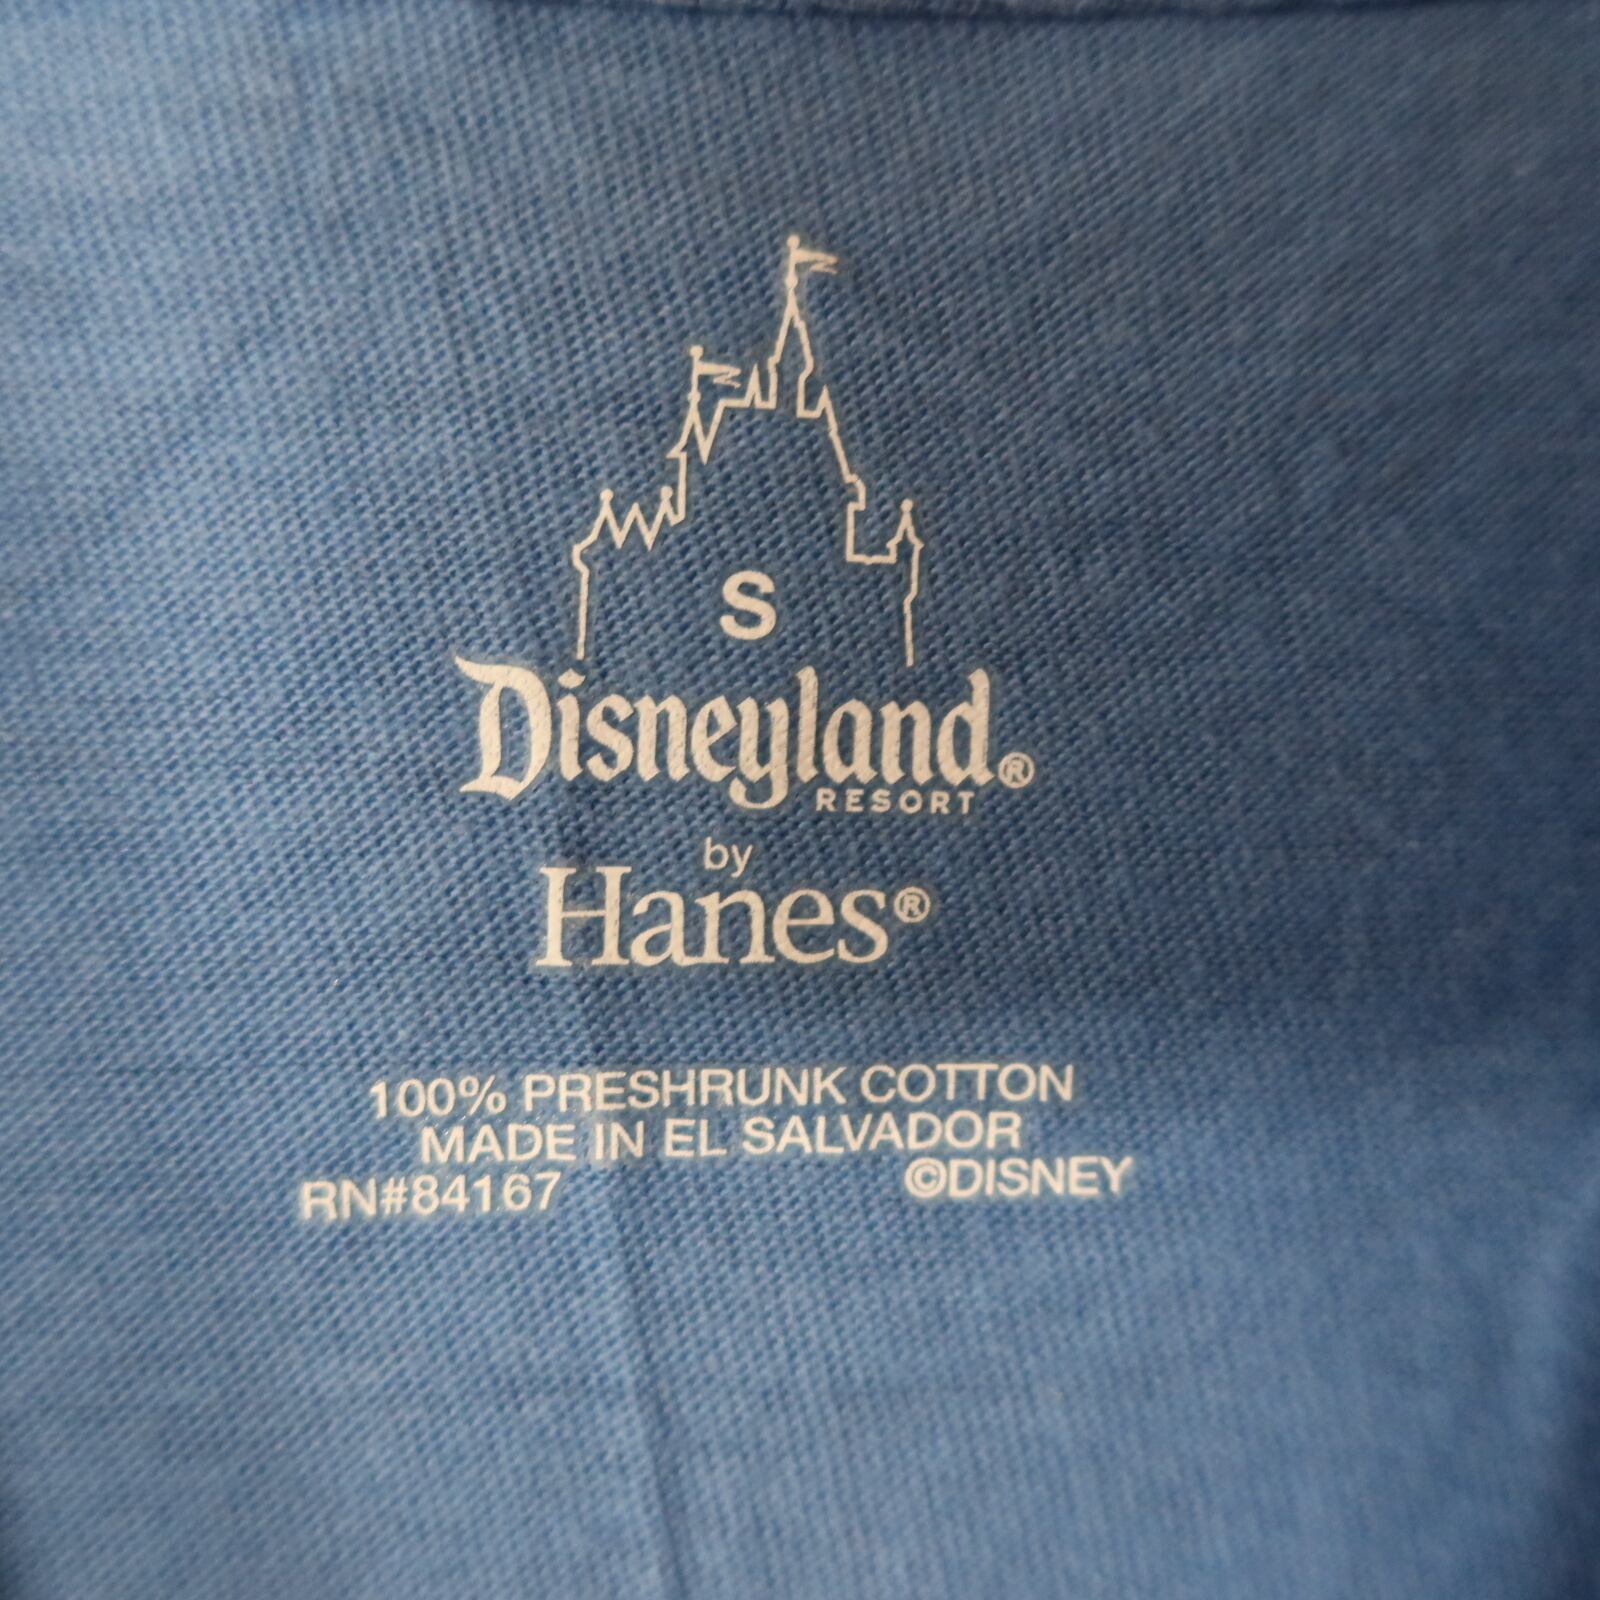 S
Disneyland®
RESORT
by
Hanes®
100% PRESHRUNK COTTON
MADE IN EL SALVADOR
RN#84167 ©DISNEY